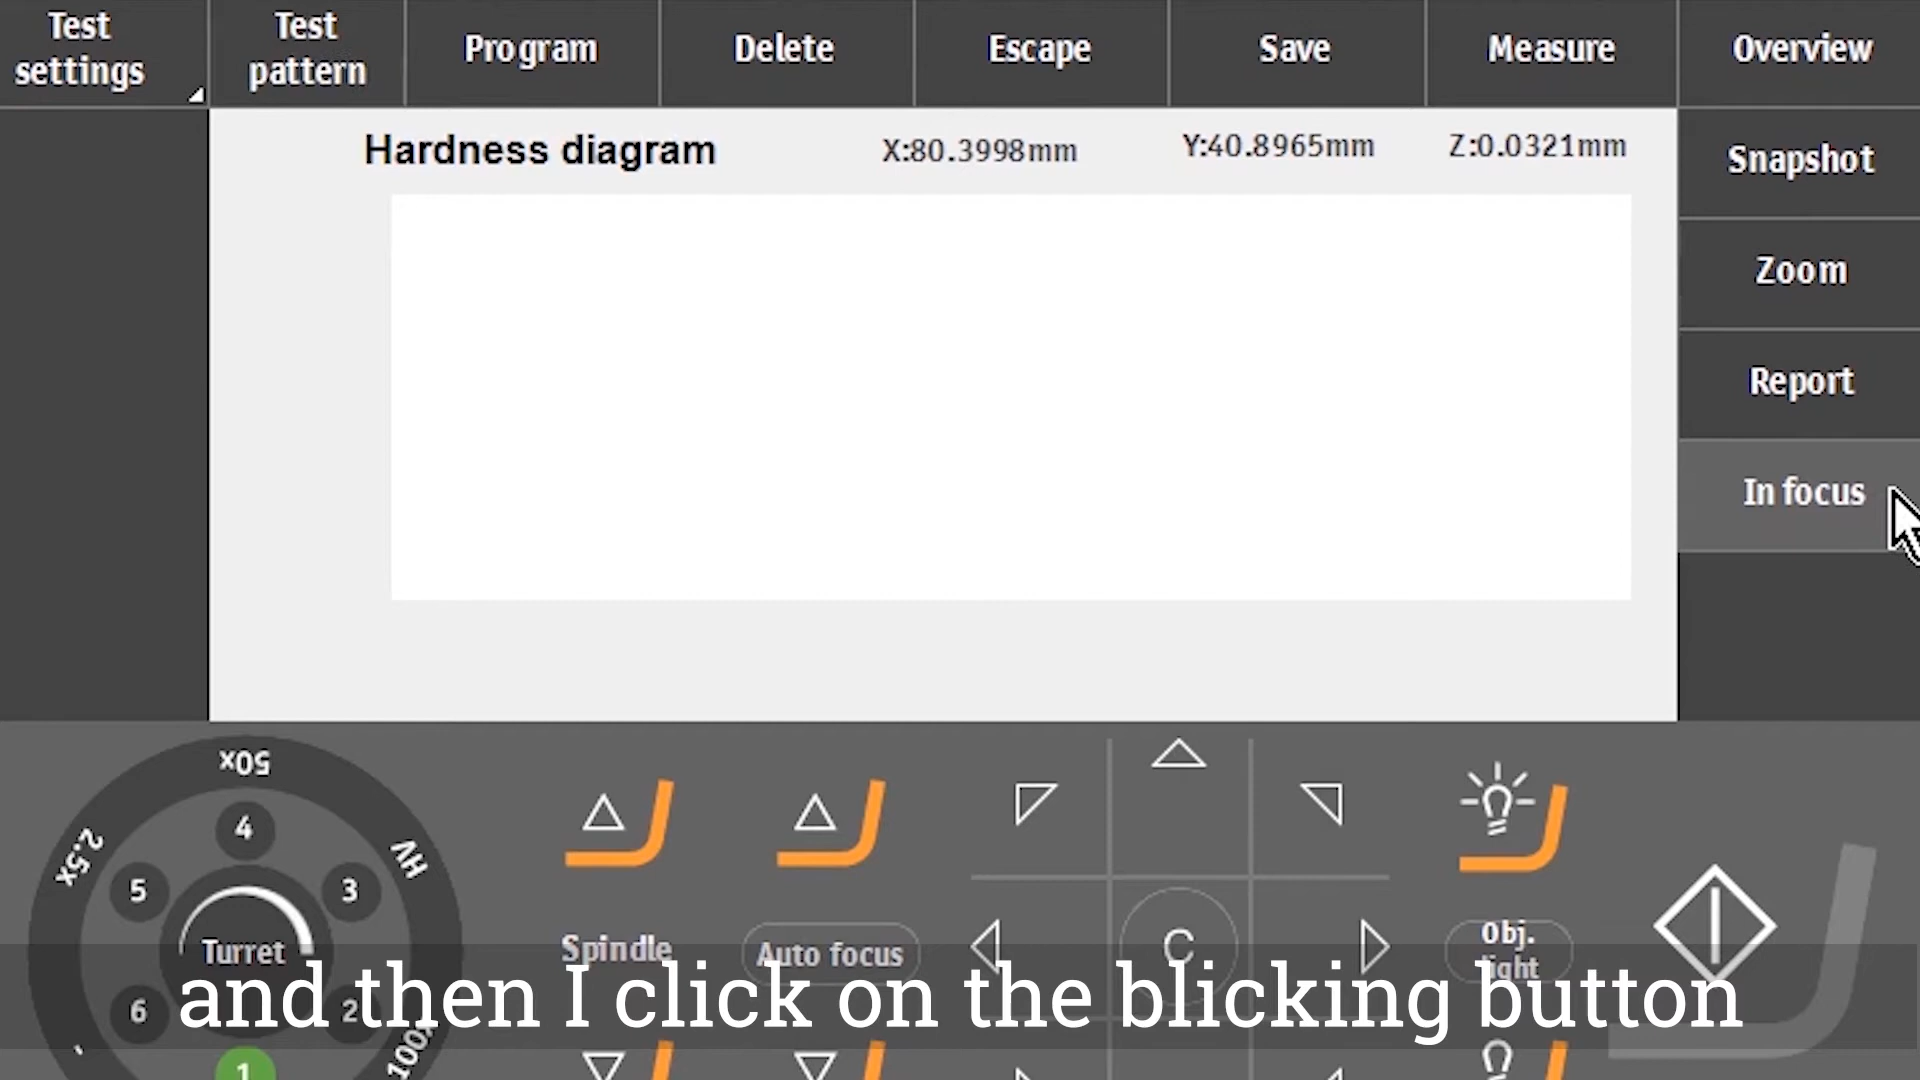 Test settings
Test pattern
Program
Delete
Escape
Save
Measure
Overview
Hardness diagram
X:80.3998mm
Y:40.8965mm
Z:0.0321mm
Snapshot
Zoom
Report
In focus
50x
2.5x
HV
4
5
3
Turret
6
2
100x
1
Spindle
Auto focus
C
Obj. light
and then I click on the blicking button